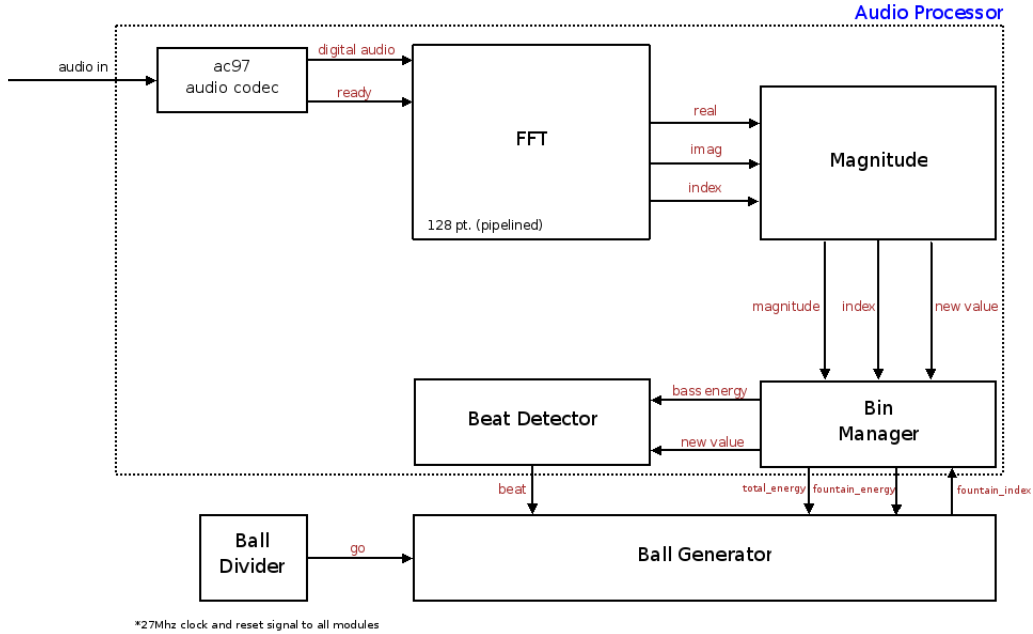 Audio Processor
audio in
ac97
audio codec
digital audio
ready
FFT
128 pt. (pipelined)
real
imag
index
Magnitude
magnitude
index
new value
Beat Detector
bass energy
new value
Bin
Manager
beat
total_energy
fountain_energy
fountain_index
Ball
Divider
go
Ball Generator
*27Mhz clock and reset signal to all modules